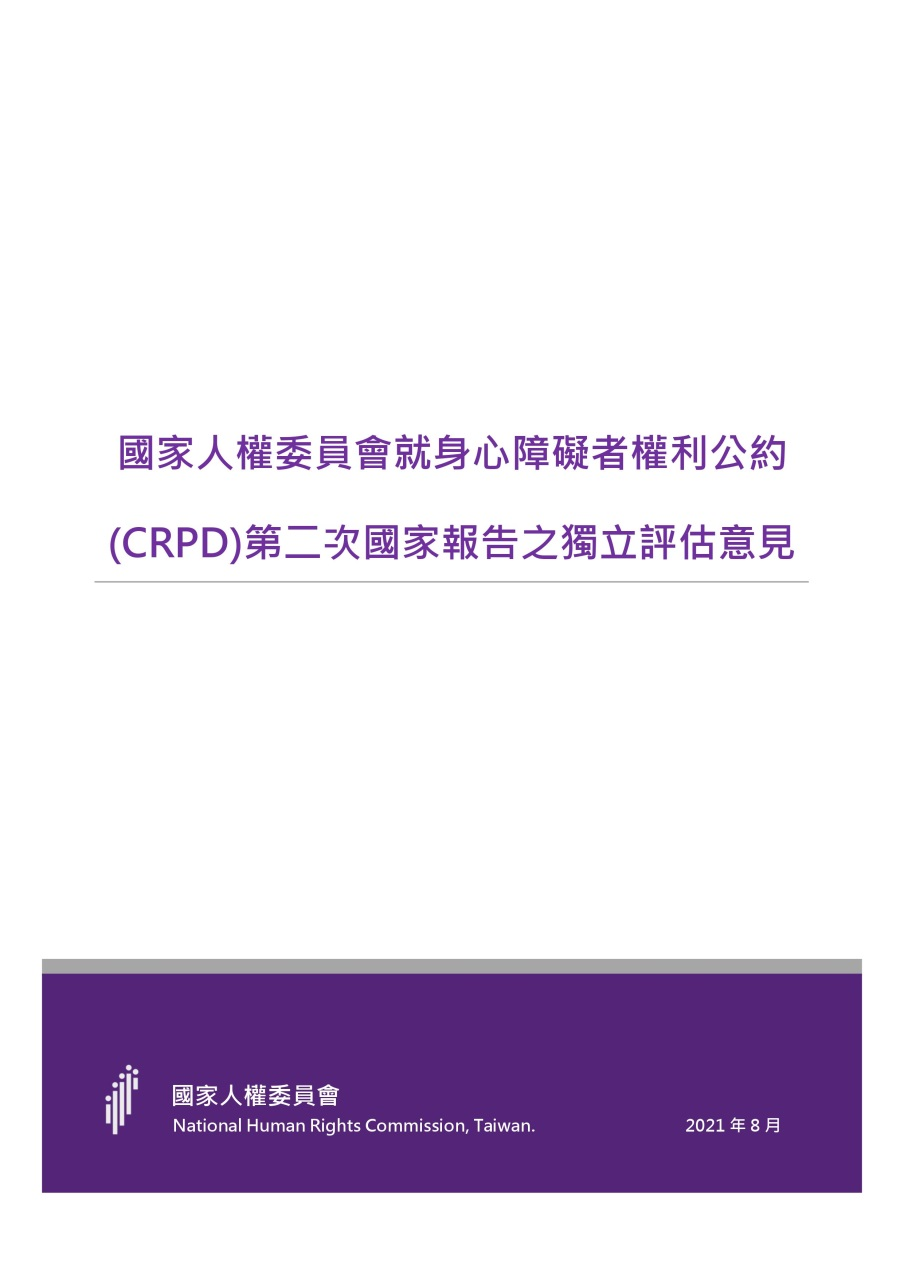 國家人權委員會就身心障礙者權利公約
(CRPD)第二次國家報告之獨立評估意見
國家人權委員會
National Human Rights Commission, Taiwan.
2021 年 8 月